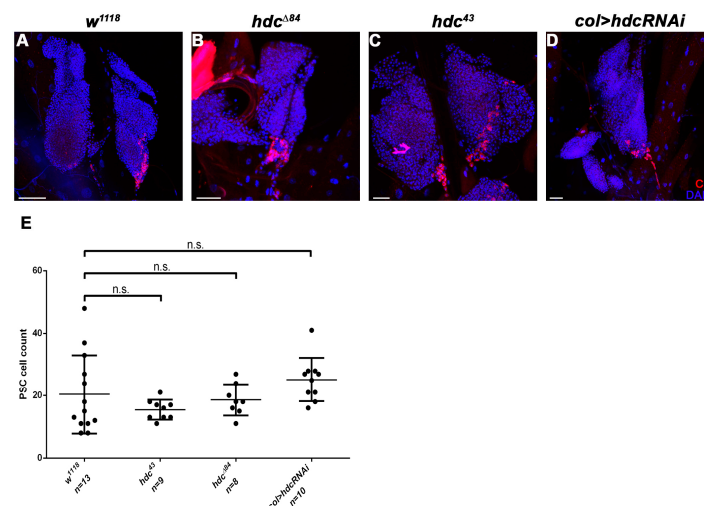 w1118
hdcΔ84
hdc43
col>hdcRNAi
A
B
C
D
C
DA
E
n.s.
n.s.
n.s.
60
40
20
0
PSC cell count
w1118
n=13
hdc43
n=9
hdcΔ84
n=8
col>hdcRNAi
n=10